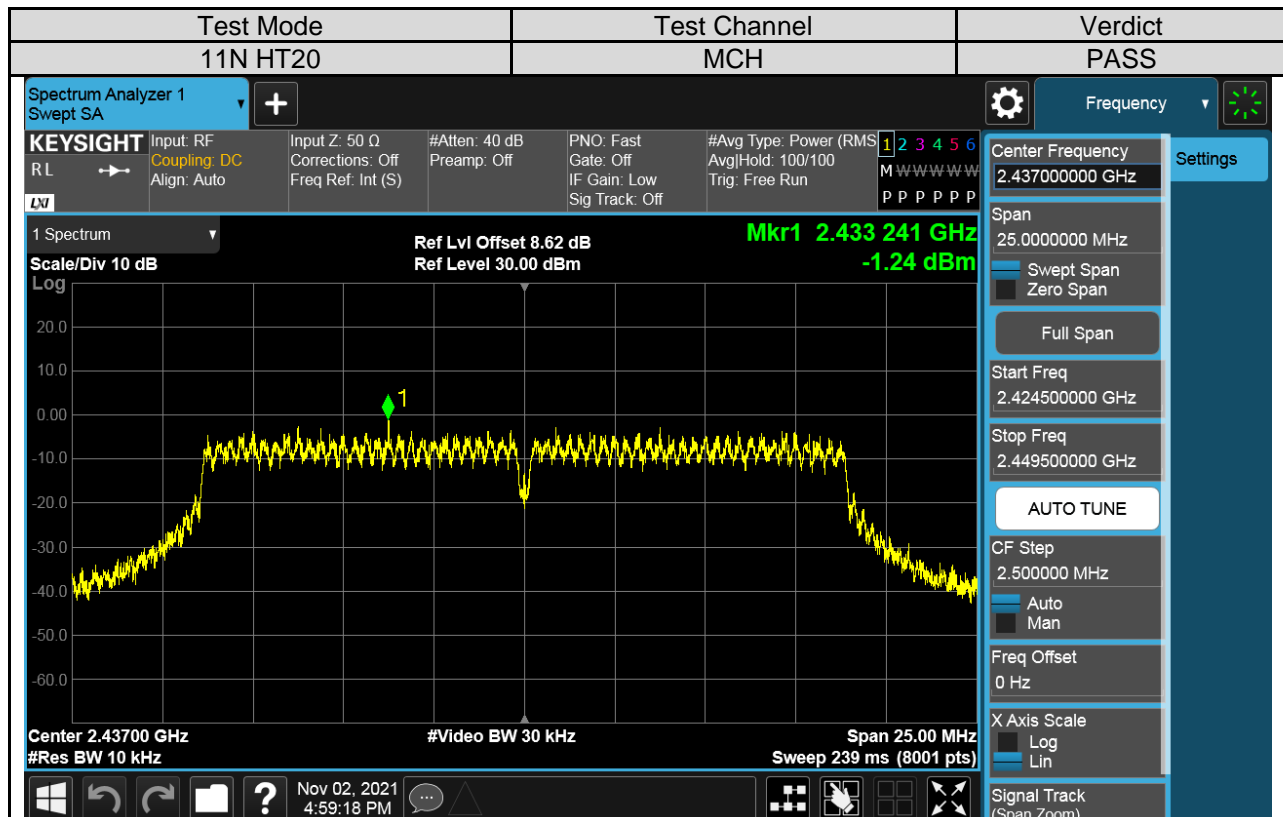 Test Mode Test Channel Verdict
11N HT20 MCH PASS
Spectrum Analyzer 1
Swept SA
+
Frequency
KEYSIGHT
RL
LXI
Input: RF
Coupling: DC
Align: Auto
Input Z: 50 Ω
Corrections: Off
Freq Ref: Int (S)
#Atten: 40 dB
Preamp: Off
PNO: Fast
Gate: Off
IF Gain: Low
Sig Track: Off
#Avg Type: Power (RMS
Avg|Hold: 100/100
Trig: Free Run
1 2 3 4 5 6
M W W W W W
P P P P P P
1 Spectrum
Scale/Div 10 dB
Log
Ref Lvl Offset 8.62 dB
Ref Level 30.00 dBm
Mkr1 2.433 241 GHz
-1.24 dBm
20.0
10.0
0.00
-10.0
-20.0
-30.0
-40.0
-50.0
-60.0
1
Center 2.43700 GHz
#Res BW 10 kHz
#Video BW 30 kHz
Span 25.00 MHz
Sweep 239 ms (8001 pts)
Center Frequency
2.437000000 GHz
Settings
Span
25.0000000 MHz
Swept Span
Zero Span
Full Span
Start Freq
2.424500000 GHz
Stop Freq
2.449500000 GHz
AUTO TUNE
CF Step
2.500000 MHz
Auto
Man
Freq Offset
0 Hz
X Axis Scale
Log
Lin
Signal Track
(Span Zoom)
?
Nov 02, 2021
4:59:18 PM